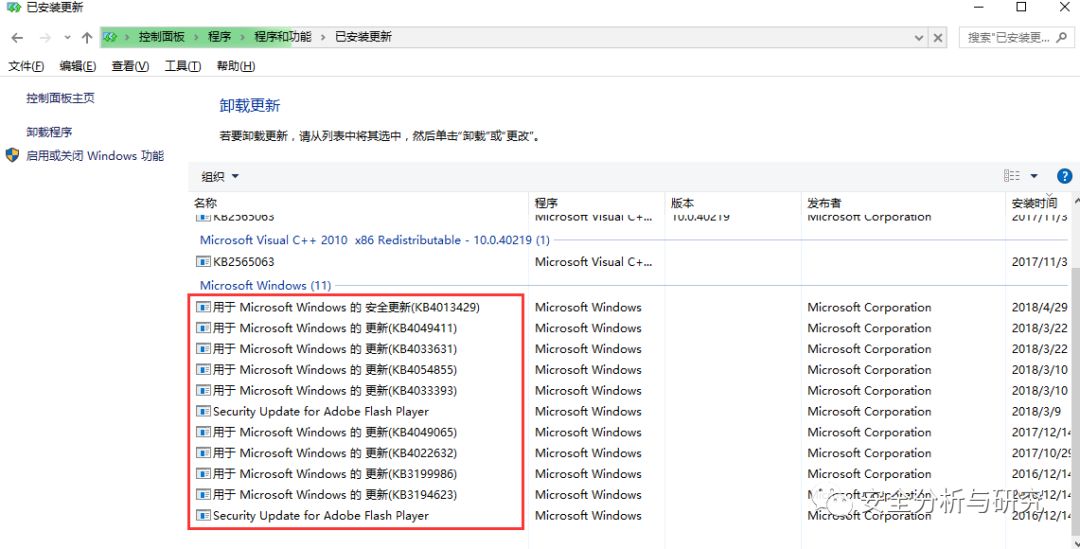 已安装更新
控制面板 › 程序 › 程序和功能 › 已安装更新
搜索"已安装更...
文件(F) 编辑(E) 查看(V) 工具(T) 帮助(H)
控制面板主页
卸载程序
启用或关闭 Windows 功能
卸载更新
若要卸载更新，请从列表中将其选中，然后单击"卸载"或"更改"。
组织
名称 程序 版本 发布者 安装时间
KB2565063 Microsoft Visual C+... 10.0.40219 Microsoft Corporation 2017/11/3
Microsoft Visual C++ 2010 x86 Redistributable - 10.0.40219 (1)
KB2565063 Microsoft Visual C+... 2017/11/3
Microsoft Windows (11)
用于 Microsoft Windows 的 安全更新(KB4013429) Microsoft Windows Microsoft Corporation 2018/4/29
用于 Microsoft Windows 的 更新(KB4049411) Microsoft Windows Microsoft Corporation 2018/3/22
用于 Microsoft Windows 的 更新(KB4033631) Microsoft Windows Microsoft Corporation 2018/3/22
用于 Microsoft Windows 的 更新(KB4054855) Microsoft Windows Microsoft Corporation 2018/3/10
用于 Microsoft Windows 的 更新(KB4033393) Microsoft Windows Microsoft Corporation 2018/3/10
Security Update for Adobe Flash Player Microsoft Windows Microsoft Corporation 2018/3/9
用于 Microsoft Windows 的 更新(KB4049065) Microsoft Windows Microsoft Corporation 2017/12/14
用于 Microsoft Windows 的 更新(KB4022632) Microsoft Windows Microsoft Corporation 2017/10/29
用于 Microsoft Windows 的 更新(KB3199986) Microsoft Windows Microsoft Corporation 2016/12/14
用于 Microsoft Windows 的 更新(KB3194623) Microsoft Windows Microsoft Corporation 2016/12/14
Security Update for Adobe Flash Player Microsoft Windows Microsoft Corporation 2016/12/14
安全分析与研究